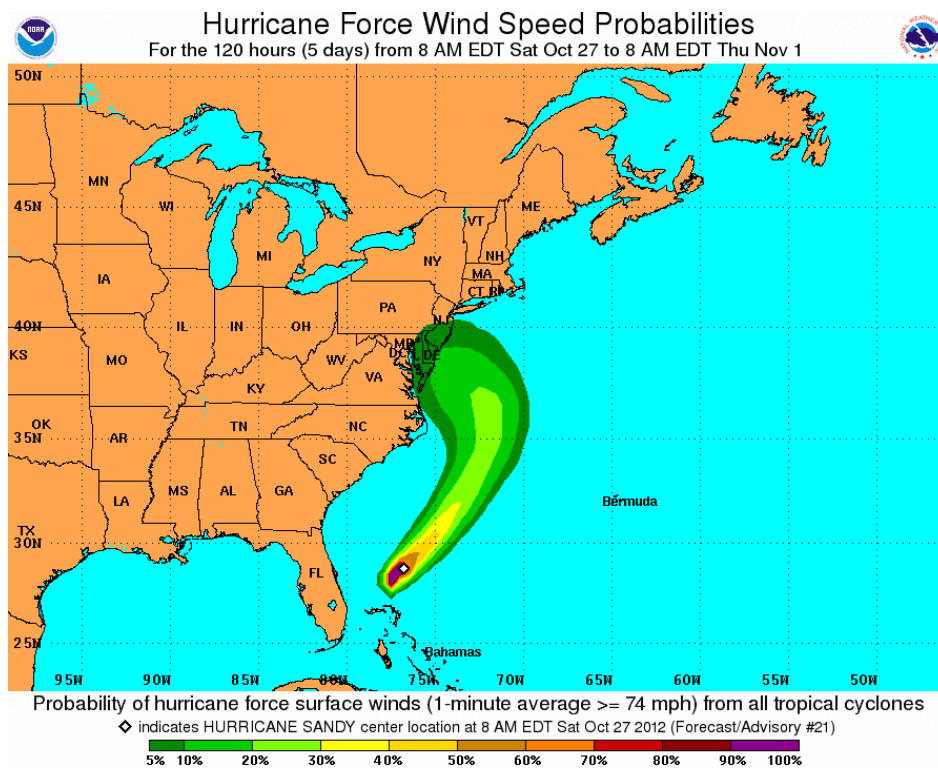 Hurricane Force Wind Speed Probabilities
For the 120 hours (5 days) from 8 AM EDT Sat Oct 27 to 8 AM EDT Thu Nov 1
NOAA
50N
MN
WI
45N
ME
VT
MI
NH
NY
MA
IA
CT RI
PA
NJ
40N
IL
IN
OH
MD
KS
MO
WV
DC
DE
VA
KY
OK
TN
NC
AR
35N
SC
MS
AL
GA
LA
Bermuda
TX
30N
FL
25N
Bahamas
95W 90W 85W 80W 75W 70W 65W 60W 55W 50W
Probability of hurricane force surface winds (1-minute average >= 74 mph) from all tropical cyclones
indicates HURRICANE SANDY center location at 8 AM EDT Sat Oct 27 2012 (Forecast/Advisory #21)
5% 10% 20% 30% 40% 50% 60% 70% 80% 90% 100%